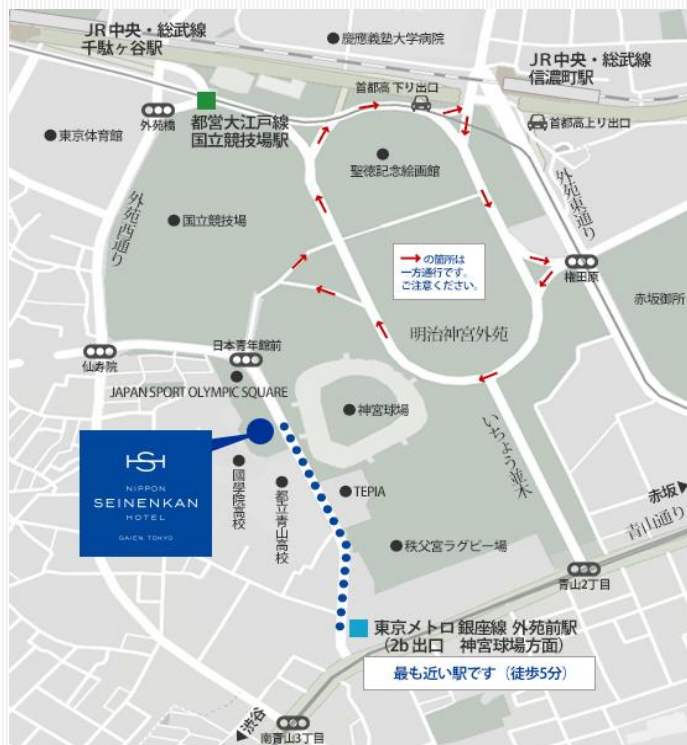 JR中央・総武線
千駄ヶ谷駅
●慶應義塾大学病院
JR中央・総武線
信濃町駅
首都高 下り出口
首都高上り出口
外苑橋
都営大江戸線
国立競技場駅
●東京体育館
●
聖徳記念絵画館
外苑西通り
外苑東通り
●国立競技場
→の箇所は
一方通行です。
ご注意ください。
権田原
赤坂御所
明治神宮外苑
日本青年館前
仙寿院
JAPAN SPORT OLYMPIC SQUARE
●神宮球場
いちょう並木
NIPPON
SEINENKAN
HOTEL
GAIEN TOKYO
●國學院高校
●都立青山高校
●TEPIA
赤坂▶
青山通り
●秩父宮ラグビー場
青山2丁目
東京メトロ 銀座線 外苑前駅
（2b 出口　神宮球場方面）
最も近い駅です（徒歩5分）
◀渋谷
南青山3丁目